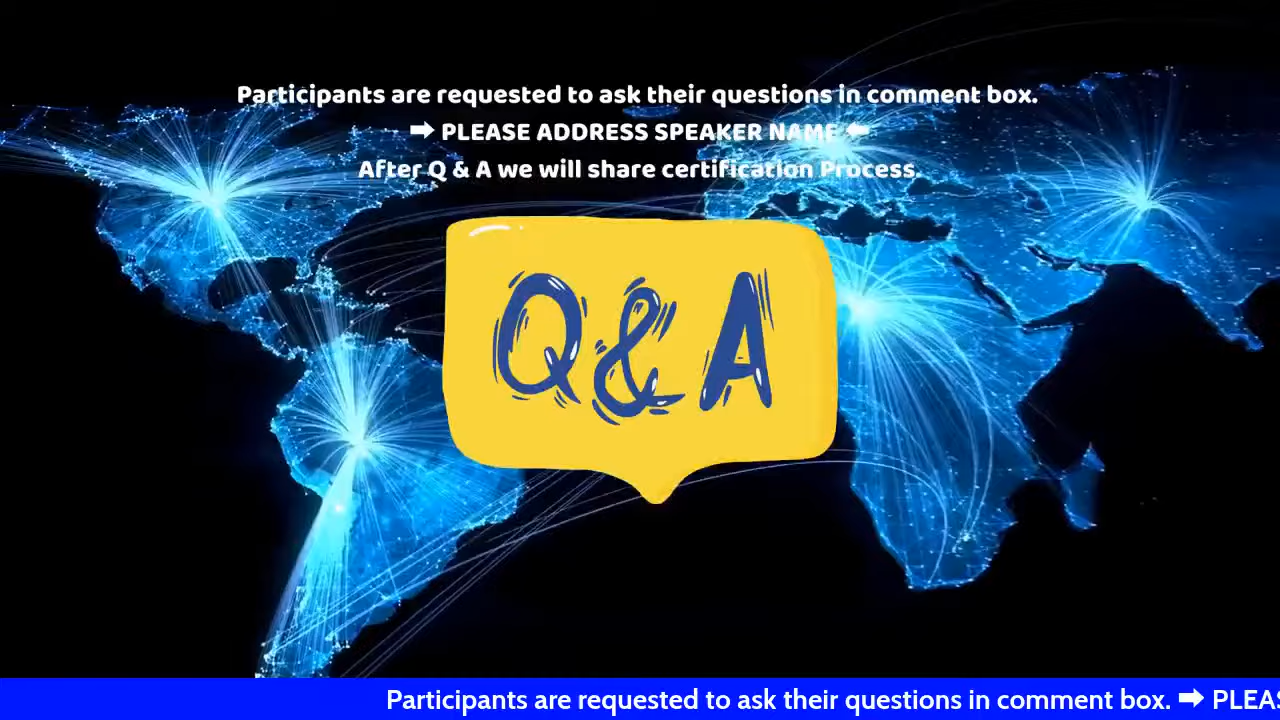 Participants are requested to ask their questions in comment box.
➡ PLEASE ADDRESS SPEAKER NAME ⬅
After Q & A we will share certification Process.
Q & A
Participants are requested to ask their questions in comment box. ➡ PLEAS